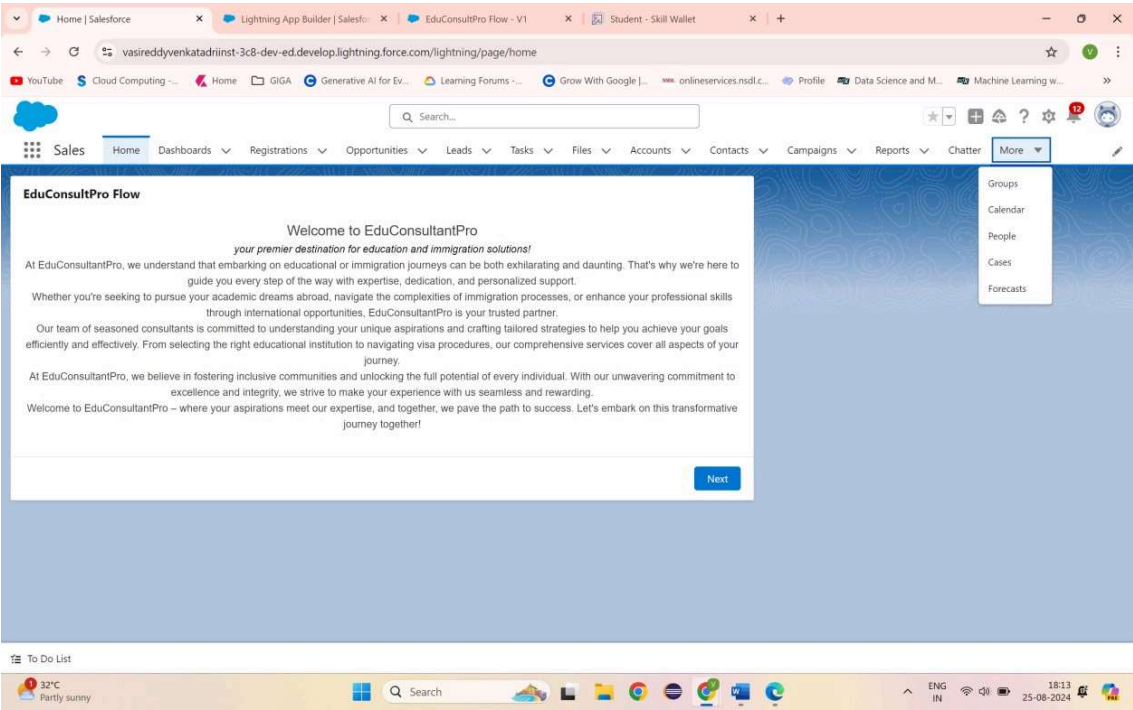 Home | Salesforce
Lightning App Builder | Salesfo
EduConsultPro Flow - V1
Student - Skill Wallet
vasireddyvenkatadriinst-3c8-dev-ed.develop.lightning.force.com/lightning/page/home
V
YouTube
Cloud Computing -...
Home
GIGA
Generative AI for Ev...
Learning Forums -...
Grow With Google |...
onlineservices.nsdl.c...
Profile
Data Science and M...
Machine Learning w...
Search...
12
Sales
Home
Dashboards
Registrations
Opportunities
Leads
Tasks
Files
Accounts
Contacts
Campaigns
Reports
Chatter
More
Groups
Calendar
People
Cases
Forecasts
EduConsultPro Flow
Welcome to EduConsultantPro
your premier destination for education and immigration solutions!
At EduConsultantPro, we understand that embarking on educational or immigration journeys can be both exhilarating and daunting. That's why we're here to
guide you every step of the way with expertise, dedication, and personalized support.
Whether you're seeking to pursue your academic dreams abroad, navigate the complexities of immigration processes, or enhance your professional skills
through international opportunities, EduConsultantPro is your trusted partner.
Our team of seasoned consultants is committed to understanding your unique aspirations and crafting tailored strategies to help you achieve your goals
efficiently and effectively. From selecting the right educational institution to navigating visa procedures, our comprehensive services cover all aspects of your
journey.
At EduConsultantPro, we believe in fostering inclusive communities and unlocking the full potential of every individual. With our unwavering commitment to
excellence and integrity, we strive to make your experience with us seamless and rewarding.
Welcome to EduConsultantPro – where your aspirations meet our expertise, and together, we pave the path to success. Let's embark on this transformative
journey together!
Next
To Do List
1
32°C
Partly sunny
Search
ENG
IN
18:13
25-08-2024